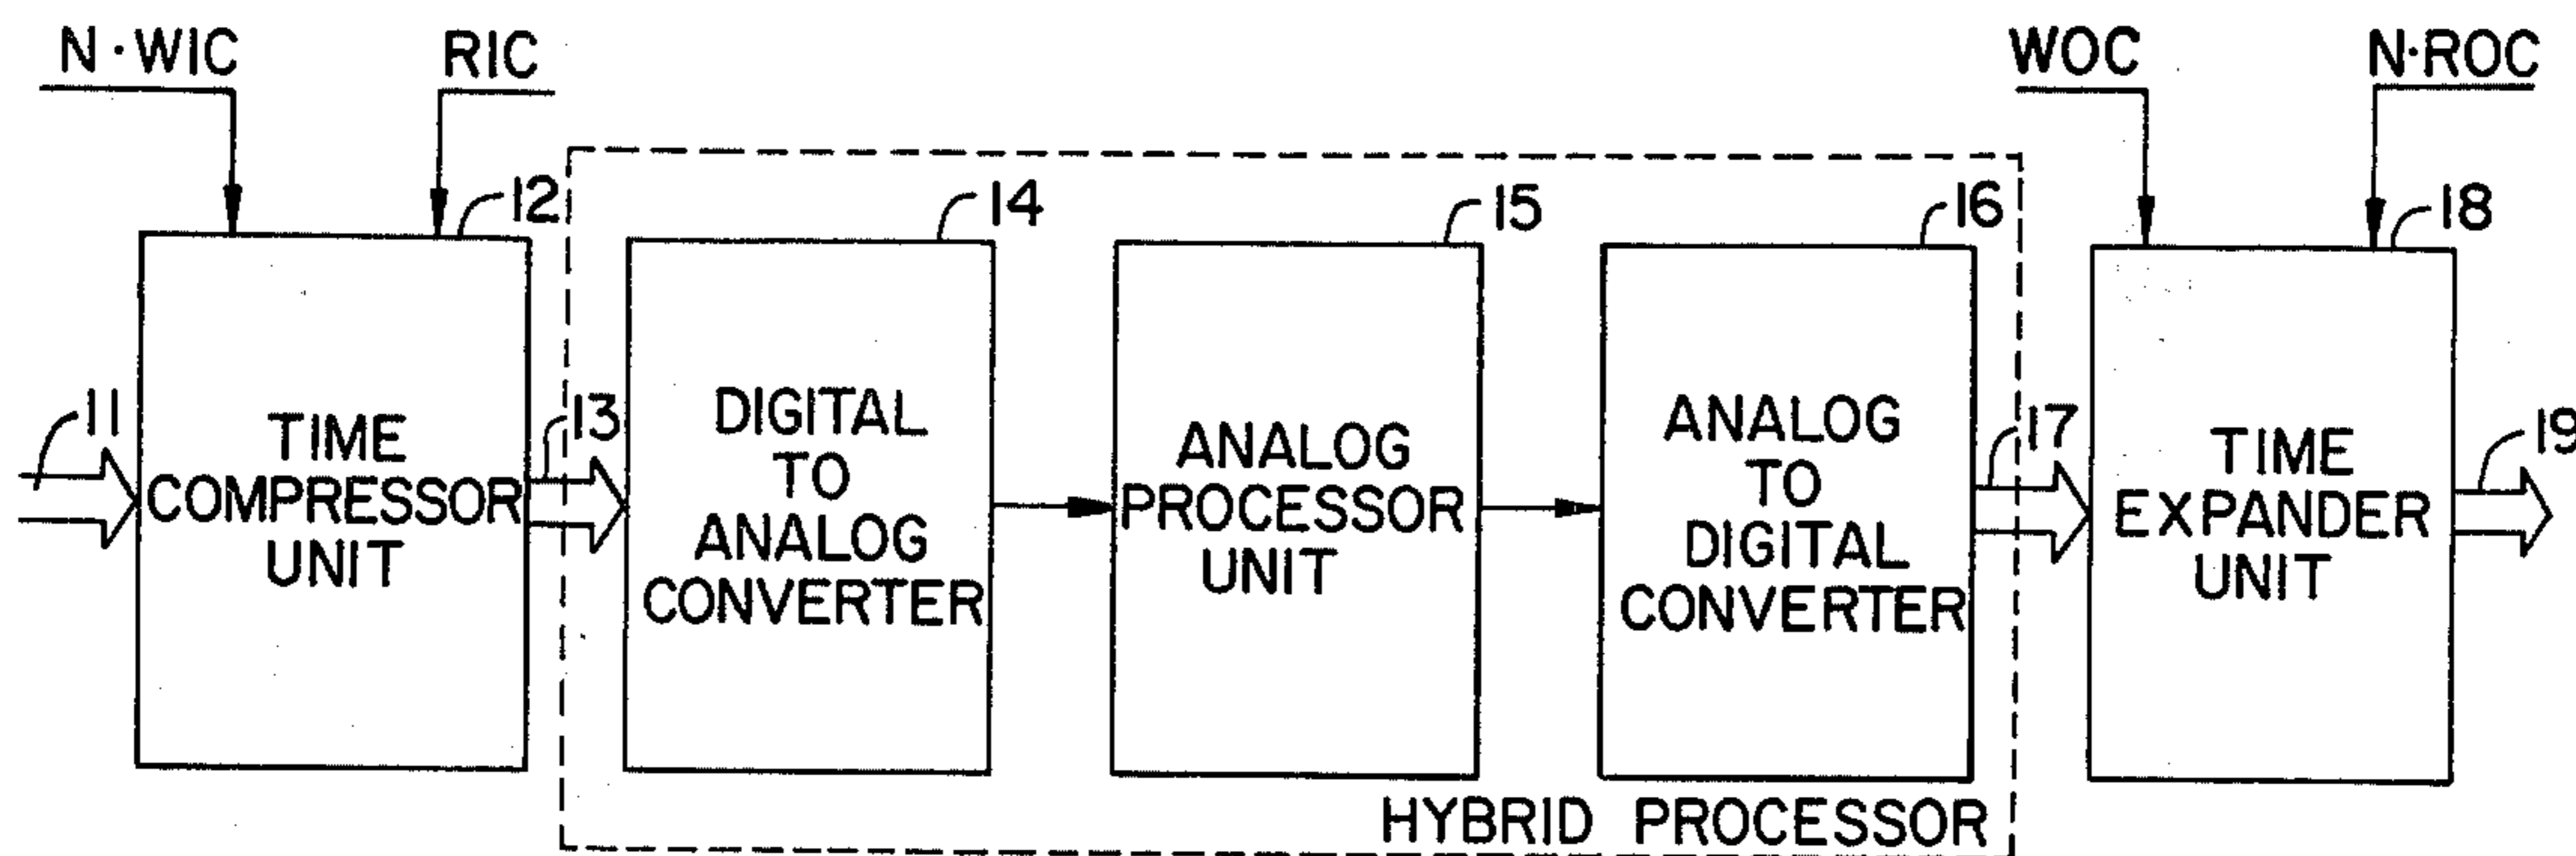 N·WIC
RIC
WOC
N·ROC
12
14
15
16
18
11
13
17
19
TIME
COMPRESSOR
UNIT
DIGITAL
TO
ANALOG
CONVERTER
ANALOG
PROCESSOR
UNIT
ANALOG
TO
DIGITAL
CONVERTER
TIME
EXPANDER
UNIT
HYBRID PROCESSOR